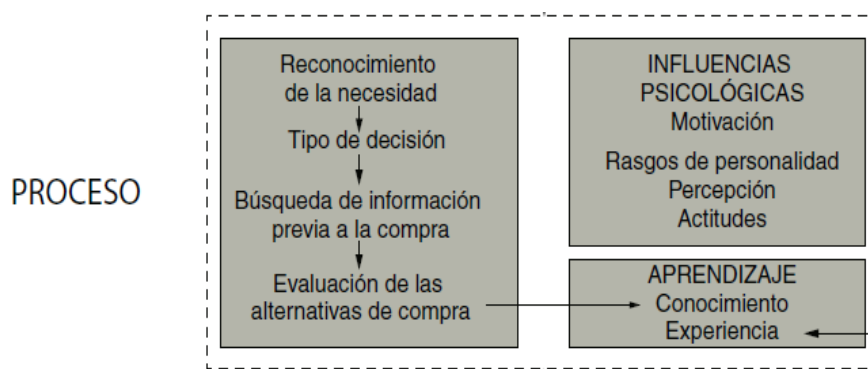 PROCESO
Reconocimiento
de la necesidad
Tipo de decisión
Búsqueda de información
previa a la compra
Evaluación de las
alternativas de compra
INFLUENCIAS
PSICOLÓGICAS
Motivación
Rasgos de personalidad
Percepción
Actitudes
APRENDIZAJE
Conocimiento
Experiencia